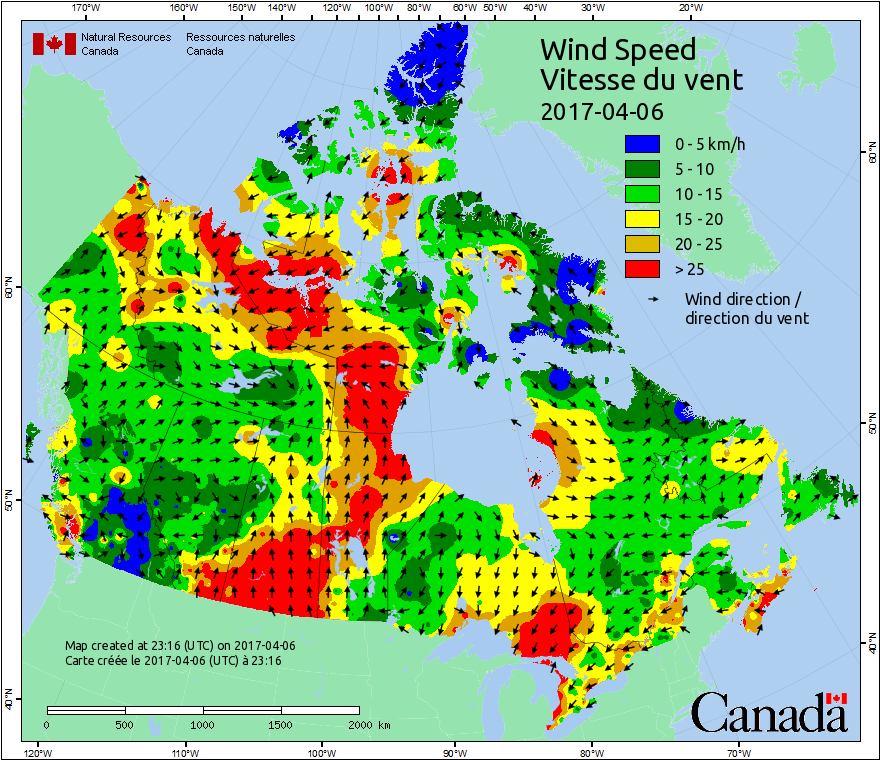 170°W 160°W 150°W 140°W 130°W 120°W 110°W 100°W 90°W 80°W 70°W 60°W 50°W 40°W 30°W 20°W
Natural Resources Ressources naturelles
Canada Canada
Wind Speed
Vitesse du vent
2017-04-06
0 - 5 km/h
5 - 10
10 - 15
15 - 20
20 - 25
> 25
Wind direction /
direction du vent
60°N
60°N
50°N
50°N
40°N
40°N
Map created at 23:16 (UTC) on 2017-04-06
Carte créée le 2017-04-06 (UTC) à 23:16
0 500 1000 1500 2000 km
Canada
120°W 110°W 100°W 90°W 80°W 70°W